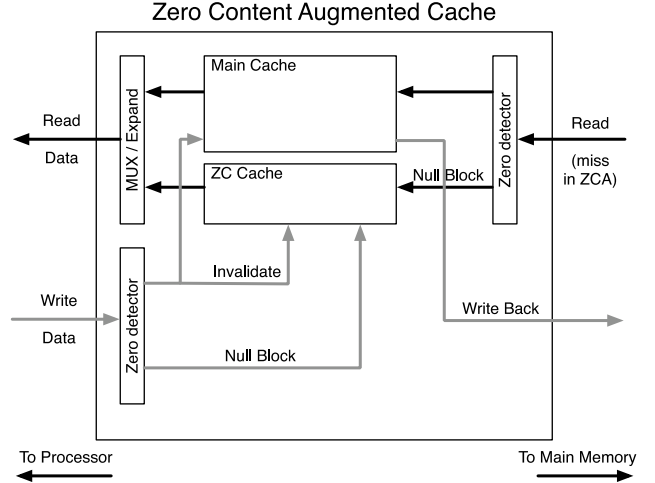 Zero Content Augmented Cache
Main Cache
MUX / Expand
Zero detector
Read
Data
Read
(miss
in ZCA)
ZC Cache
Null Block
Invalidate
Write
Data
Zero detector
Write Back
Null Block
To Processor
To Main Memory